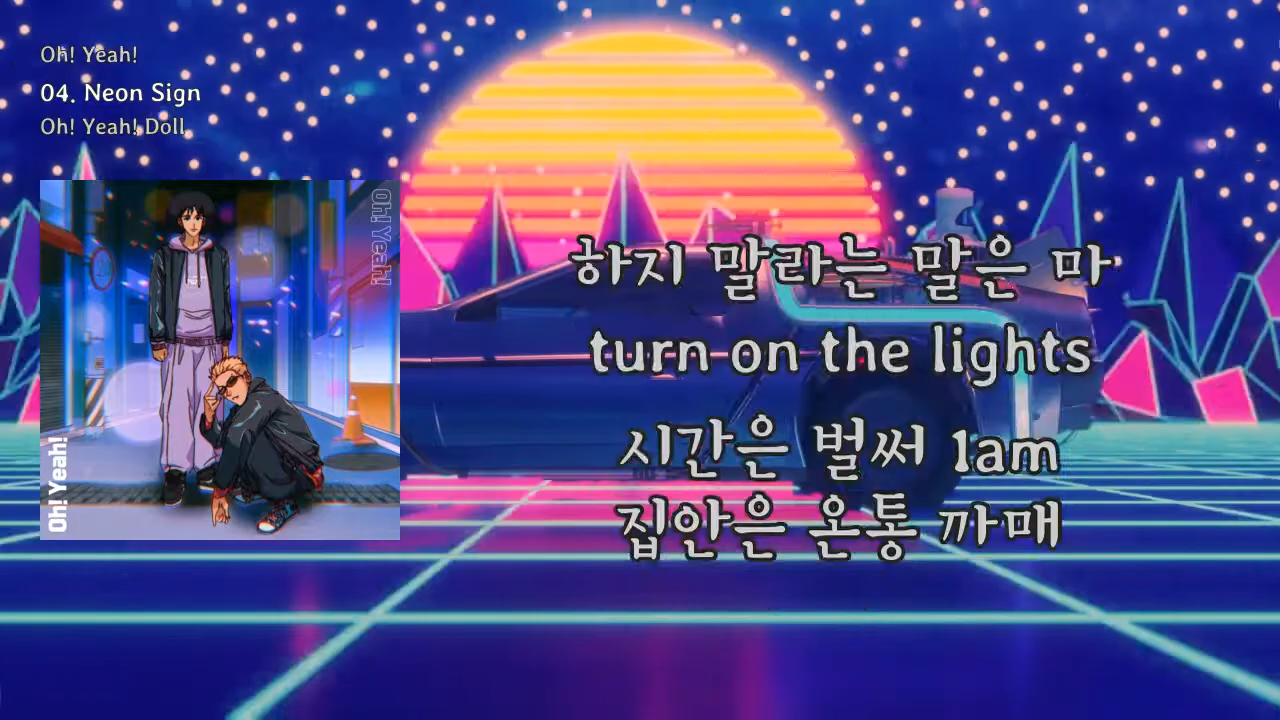 Oh! Yeah!
04. Neon Sign
Oh! Yeah! Doll
Oh! Yeah!
Oh! Yeah!
하지 말라는 말은 마
turn on the lights
시간은 벌써 1am
집안은 온통 까매